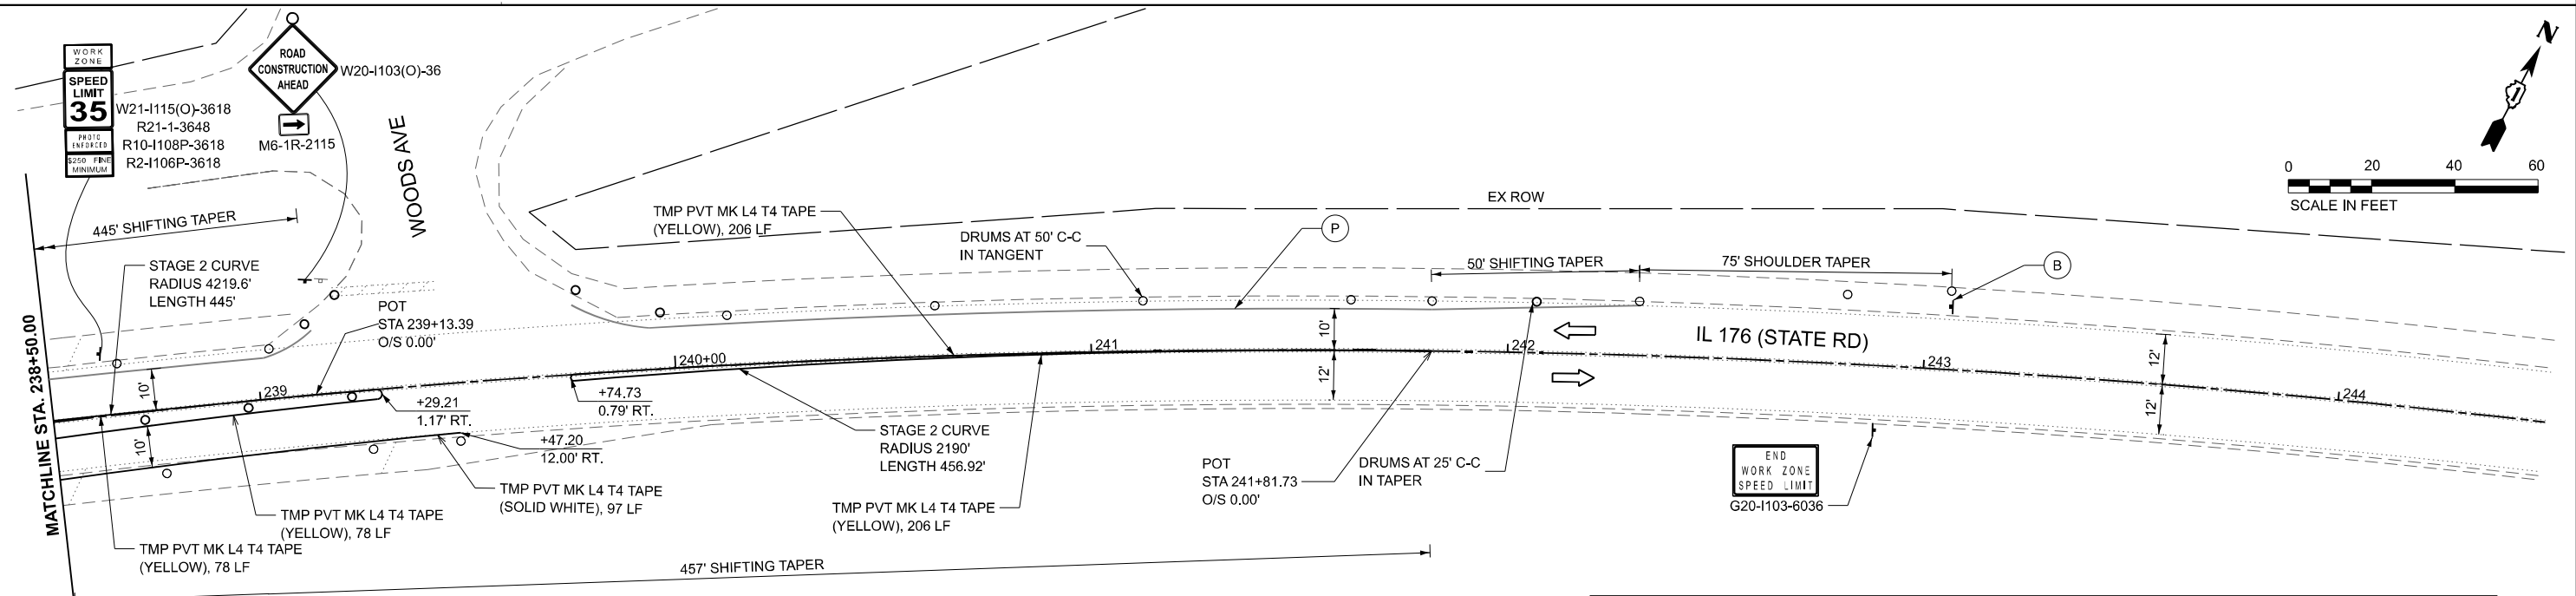 WORK
ZONE
SPEED
LIMIT
35
PHOTO
ENFORCED
$250 FINE
MINIMUM
W21-I115(O)-3618
R21-1-3648
R10-I108P-3618
R2-I106P-3618
ROAD
CONSTRUCTION
AHEAD
W20-I103(O)-36
M6-1R-2115
WOODS AVE
445' SHIFTING TAPER
STAGE 2 CURVE
RADIUS 4219.6'
LENGTH 445'
MATCHLINE STA. 238+50.00
POT
STA 239+13.39
O/S 0.00'
10'
10'
239
+29.21
1.17' RT.
+47.20
12.00' RT.
TMP PVT MK L4 T4 TAPE
(SOLID WHITE), 97 LF
TMP PVT MK L4 T4 TAPE
(YELLOW), 78 LF
TMP PVT MK L4 T4 TAPE
(YELLOW), 78 LF
TMP PVT MK L4 T4 TAPE
(YELLOW), 206 LF
DRUMS AT 50' C-C
IN TANGENT
P
EX ROW
50' SHIFTING TAPER
75' SHOULDER TAPER
B
240+00
241
242
243
244
+74.73
0.79' RT.
10'
12'
12'
12'
IL 176 (STATE RD)
STAGE 2 CURVE
RADIUS 2190'
LENGTH 456.92'
TMP PVT MK L4 T4 TAPE
(YELLOW), 206 LF
POT
STA 241+81.73
O/S 0.00'
DRUMS AT 25' C-C
IN TAPER
END
WORK ZONE
SPEED LIMIT
G20-I103-6036
457' SHIFTING TAPER
N
1
0 20 40 60
SCALE IN FEET